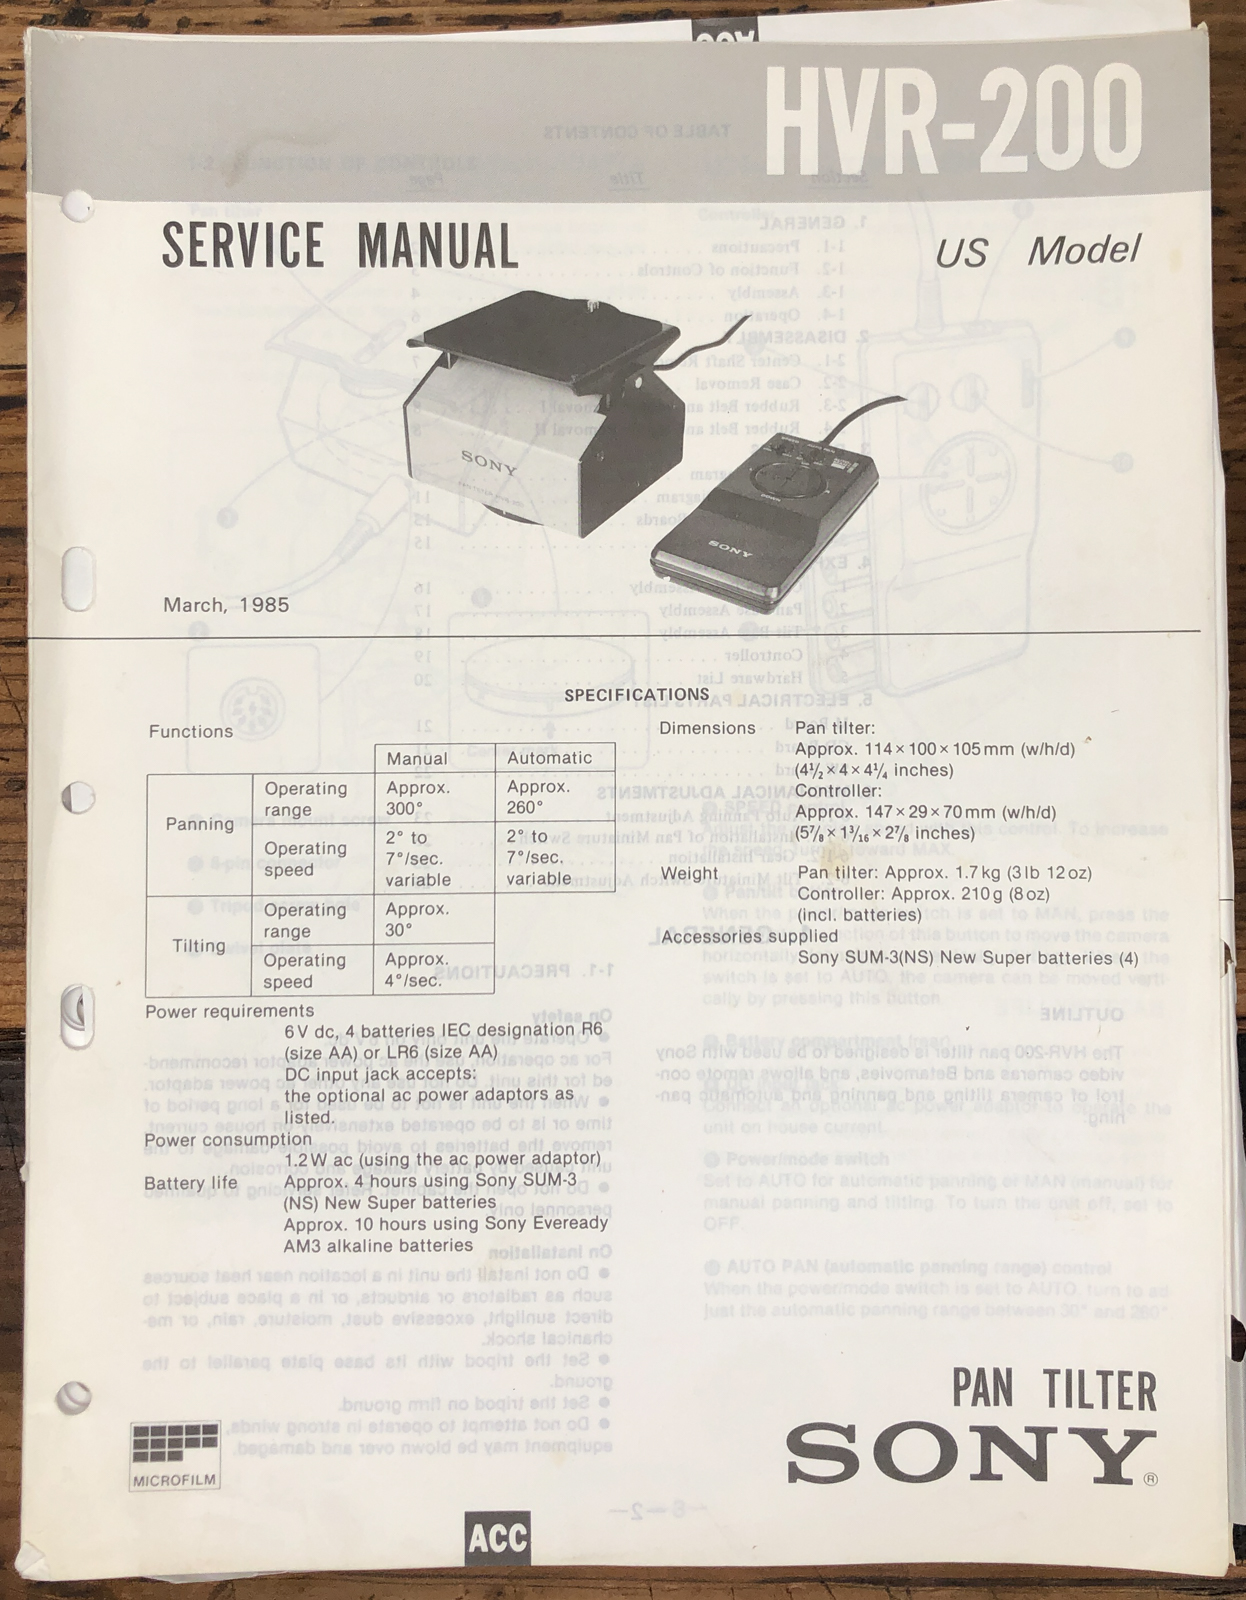 HVR-200
SERVICE MANUAL
US Model
SONY
SONY
March, 1985
SPECIFICATIONS
Functions
Manual Automatic
Panning Operating range Approx. 300° Approx. 260°
Operating speed 2° to 7°/sec. variable 2° to 7°/sec. variable
Tilting Operating range Approx. 30°
Operating speed Approx. 4°/sec.
Power requirements
6V dc, 4 batteries IEC designation R6
(size AA) or LR6 (size AA)
DC input jack accepts:
the optional ac power adaptors as
listed.
Power consumption
1.2W ac (using the ac power adaptor)
Battery life Approx. 4 hours using Sony SUM-3
(NS) New Super batteries
Approx. 10 hours using Sony Eveready
AM3 alkaline batteries
Dimensions Pan tilter:
Approx. 114 × 100 × 105 mm (w/h/d)
(4½ × 4 × 4¼ inches)
Controller:
Approx. 147 × 29 × 70 mm (w/h/d)
(5⅞ × 1³⁄₁₆ × 2⅞ inches)
Weight Pan tilter: Approx. 1.7 kg (3 lb 12 oz)
Controller: Approx. 210 g (8 oz)
(incl. batteries)
Accessories supplied
Sony SUM-3(NS) New Super batteries (4)
PAN TILTER
SONY®
MICROFILM
ACC